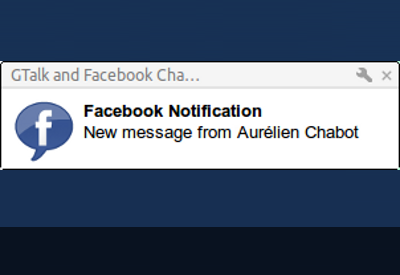 GTalk and Facebook Cha...
Facebook Notification
New message from Aurélien Chabot